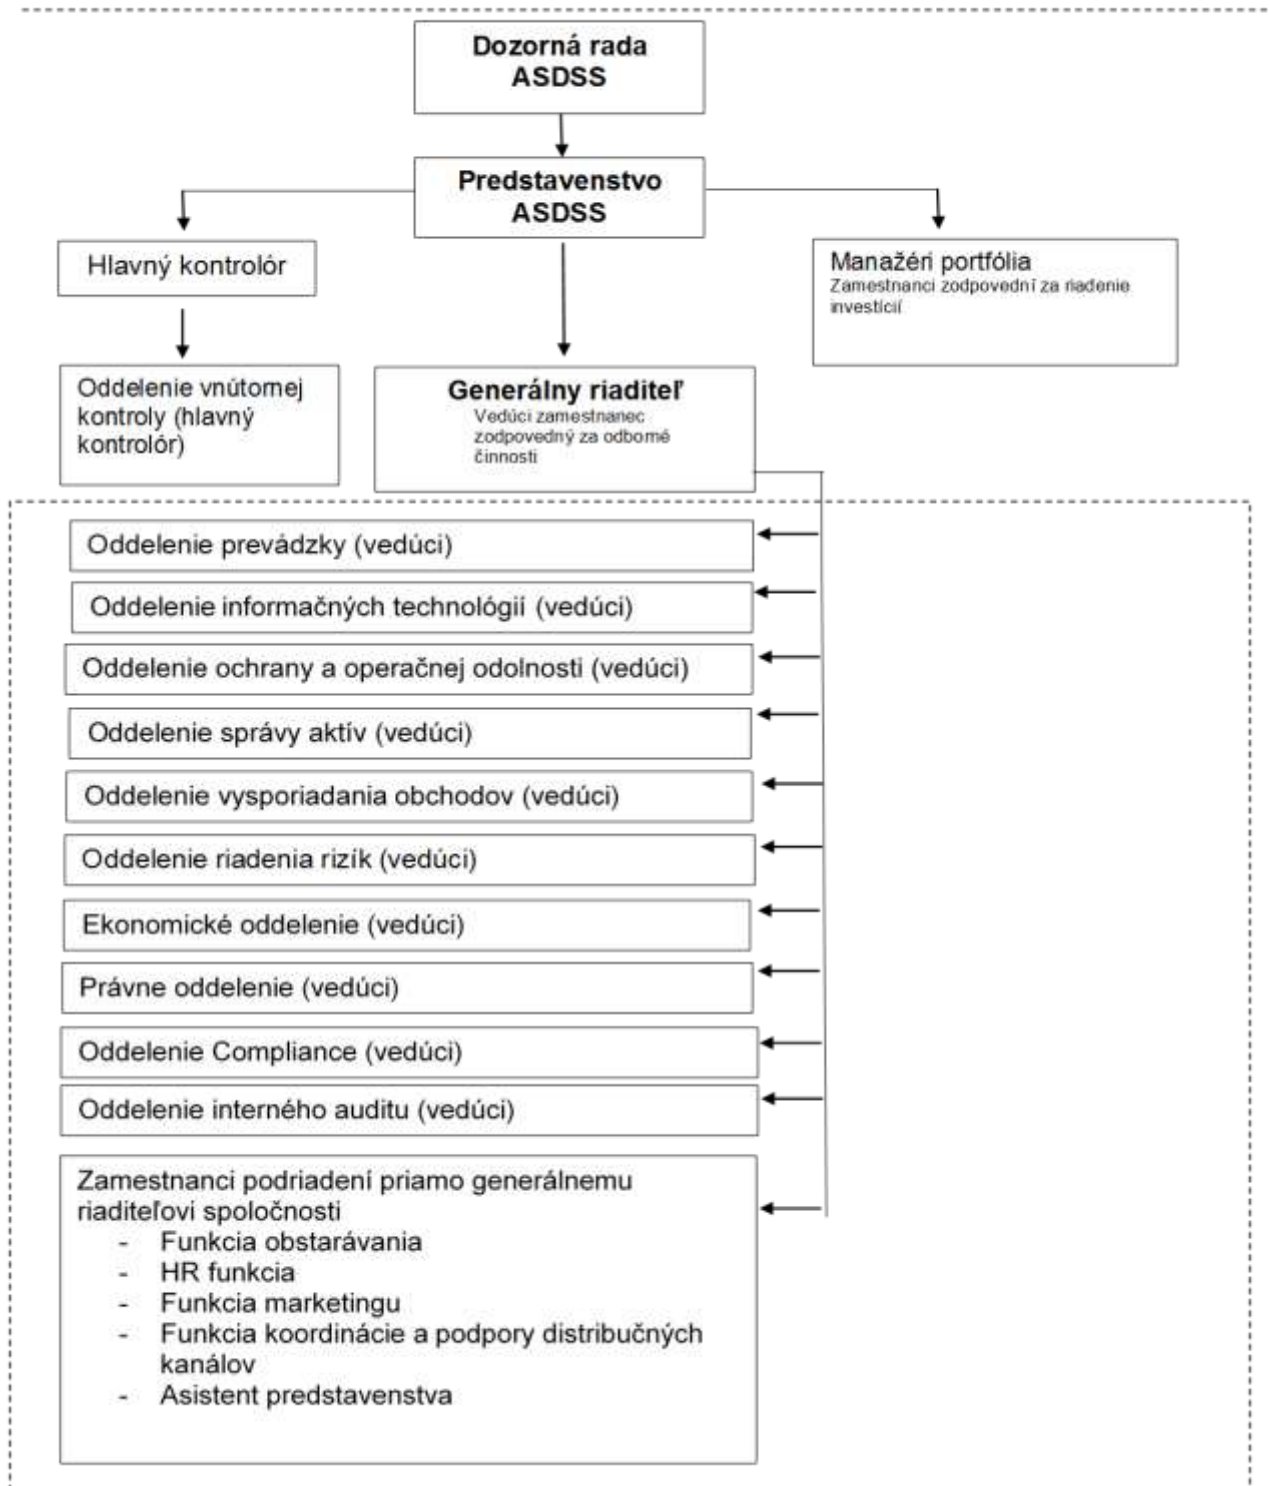 Dozorná rada
ASDSS
Predstavenstvo
ASDSS
Hlavný kontrolór
Manažéri portfólia
Zamestnanci zodpovední za riadenie
investícií
Oddelenie vnútornej
kontroly (hlavný
kontrolór)
Generálny riaditeľ
Vedúci zamestnanec
zodpovedný za odborné
činnosti
Oddelenie prevádzky (vedúci)
Oddelenie informačných technológií (vedúci)
Oddelenie ochrany a operačnej odolnosti (vedúci)
Oddelenie správy aktív (vedúci)
Oddelenie vysporiadania obchodov (vedúci)
Oddelenie riadenia rizík (vedúci)
Ekonomické oddelenie (vedúci)
Právne oddelenie (vedúci)
Oddelenie Compliance (vedúci)
Oddelenie interného auditu (vedúci)
Zamestnanci podriadení priamo generálnemu
riaditeľovi spoločnosti
- Funkcia obstarávania
- HR funkcia
- Funkcia marketingu
- Funkcia koordinácie a podpory distribučných
kanálov
- Asistent predstavenstva